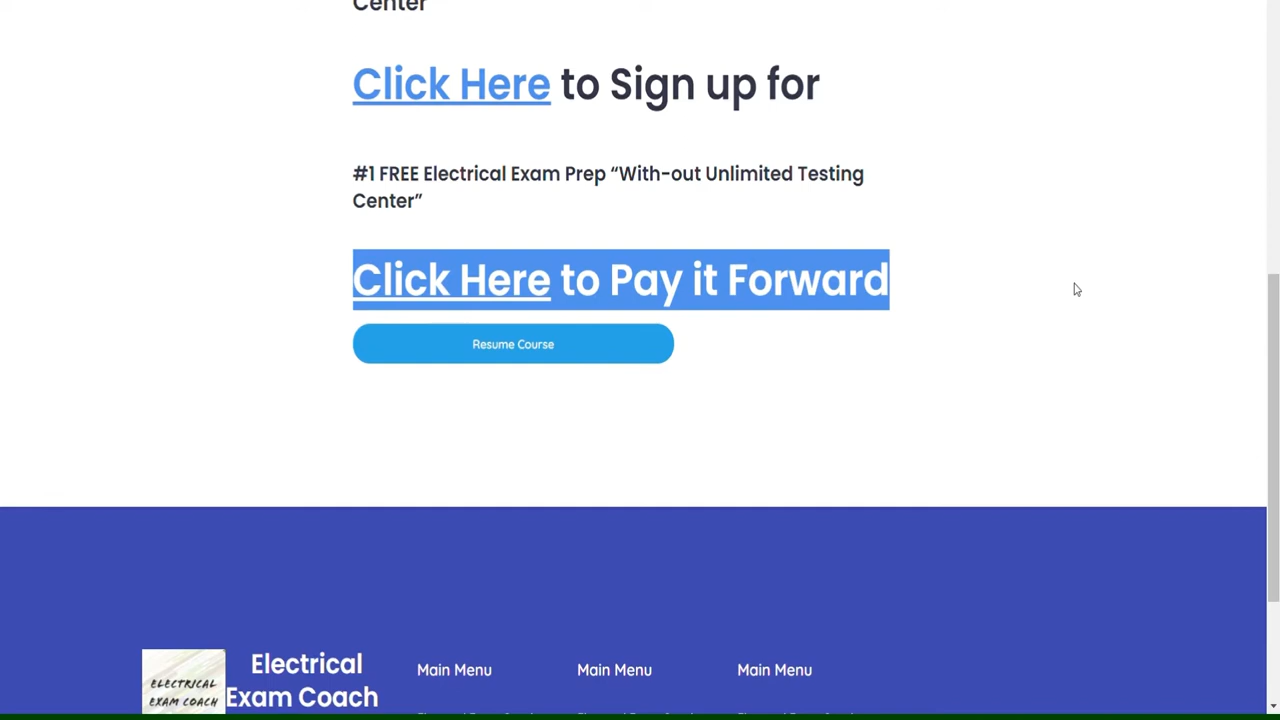 Center
Click Here to Sign up for
#1 FREE Electrical Exam Prep “With-out Unlimited Testing
Center”
Click Here to Pay it Forward
Resume Course
ELECTRICAL
EXAM COACH
Electrical
Exam Coach
Main Menu
Main Menu
Main Menu